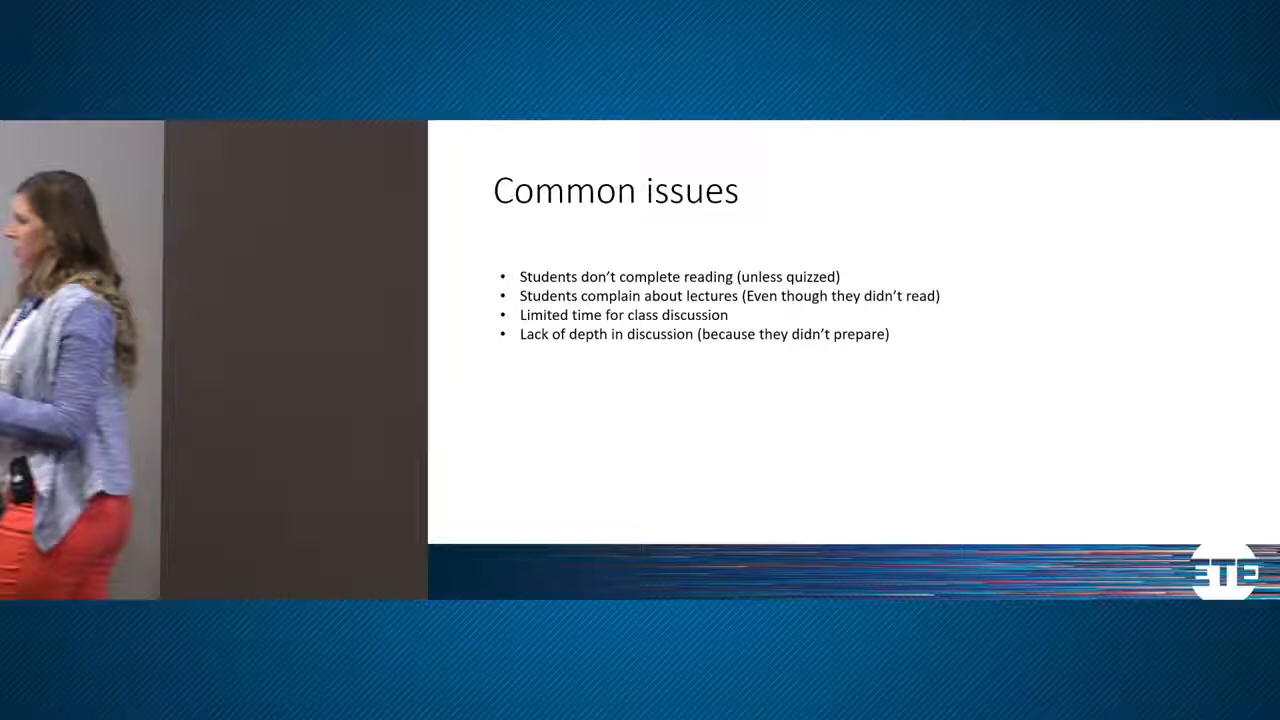 Common issues
• Students don’t complete reading (unless quizzed)
• Students complain about lectures (Even though they didn’t read)
• Limited time for class discussion
• Lack of depth in discussion (because they didn’t prepare)